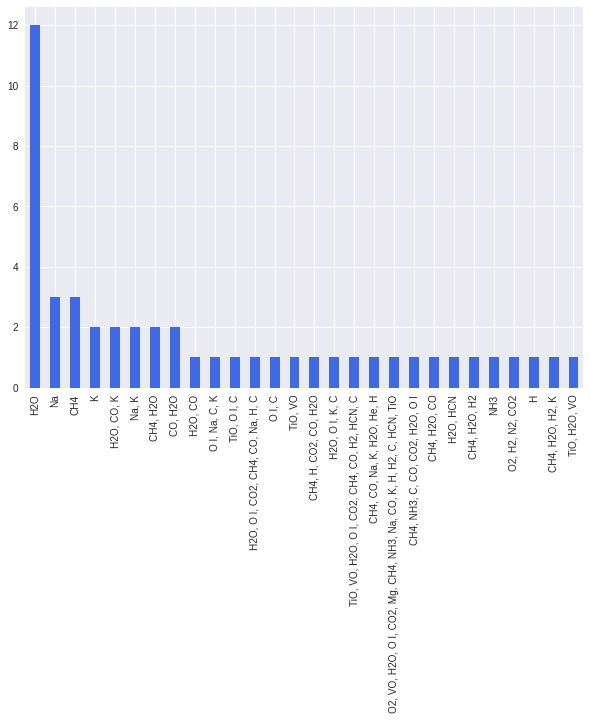 12
10
8
6
4
2
0
H2O
Na
CH4
K
H2O, CO, K
Na, K
CH4, H2O
CO, H2O
H2O, CO
O I, Na, C, K
TiO, O I, C
H2O, O I, CO2, CH4, CO, Na, H, C
O I, C
TiO, VO
CH4, H, CO2, CO, H2O
H2O, O I, K, C
TiO, VO, H2O, O I, CO2, CH4, CO, H2, HCN, C
CH4, CO, Na, K, H2O, He, H
O2, VO, H2O, O I, CO2, Mg, CH4, NH3, Na, CO, K, H, H2, C, HCN, TiO
CH4, NH3, C, CO, CO2, H2O, O I
CH4, H2O, CO
H2O, HCN
CH4, H2O, H2
NH3
O2, H2, N2, CO2
H
CH4, H2O, H2, K
TiO, H2O, VO